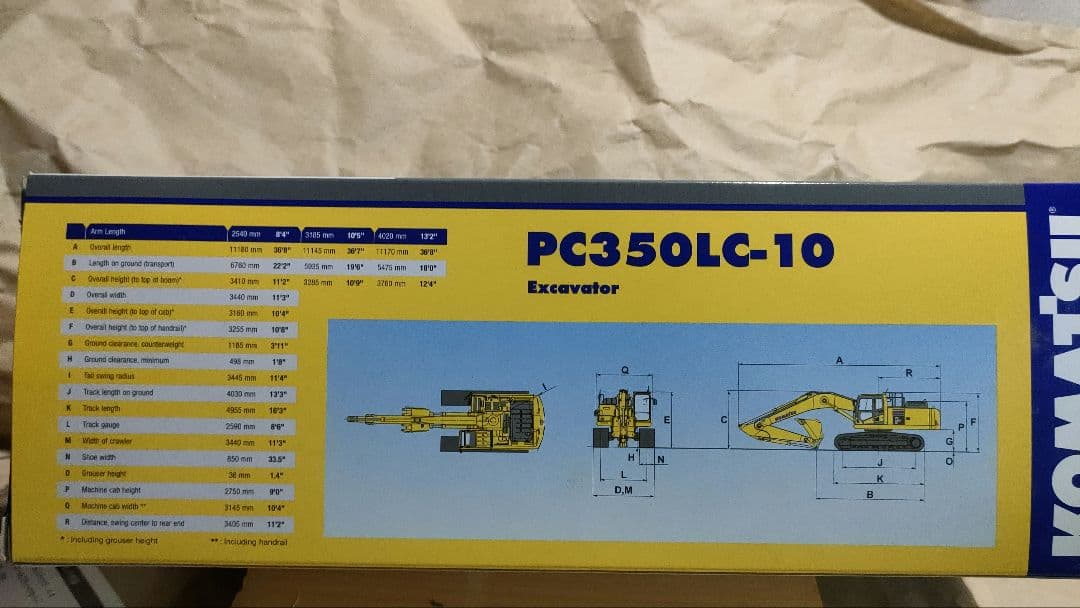 Arm Length 2540 mm 8'4" 3185 mm 10'5" 4020 mm 13'2"
A Overall length 11180 mm 36'8" 11145 mm 36'7" 11170 mm 36'8"
B Length on ground (transport) 6760 mm 22'2" 5935 mm 19'6" 5475 mm 18'0"
C Overall height (to top of boom)* 3410 mm 11'2" 3285 mm 10'9" 3760 mm 12'4"
D Overall width 3440 mm 11'3"
E Overall height (to top of cab)* 3160 mm 10'4"
F Overall height (to top of handrail)* 3255 mm 10'8"
G Ground clearance, counterweight 1185 mm 3'11"
H Ground clearance, minimum 498 mm 1'8"
I Tail swing radius 3445 mm 11'4"
J Track length on ground 4030 mm 13'3"
K Track length 4955 mm 16'3"
L Track gauge 2590 mm 8'6"
M Width of crawler 3440 mm 11'3"
N Shoe width 850 mm 33.5"
O Grouser height 36 mm 1.4"
P Machine cab height 2750 mm 9'0"
Q Machine cab width ** 3145 mm 10'4"
R Distance, swing center to rear end 3405 mm 11'2"
* : Including grouser height ** : Including handrail
PC350LC-10
Excavator
I
Q
E
H
N
L
D,M
A
R
C
P
F
G
O
J
K
B
KOMATSU
KOMATSU®